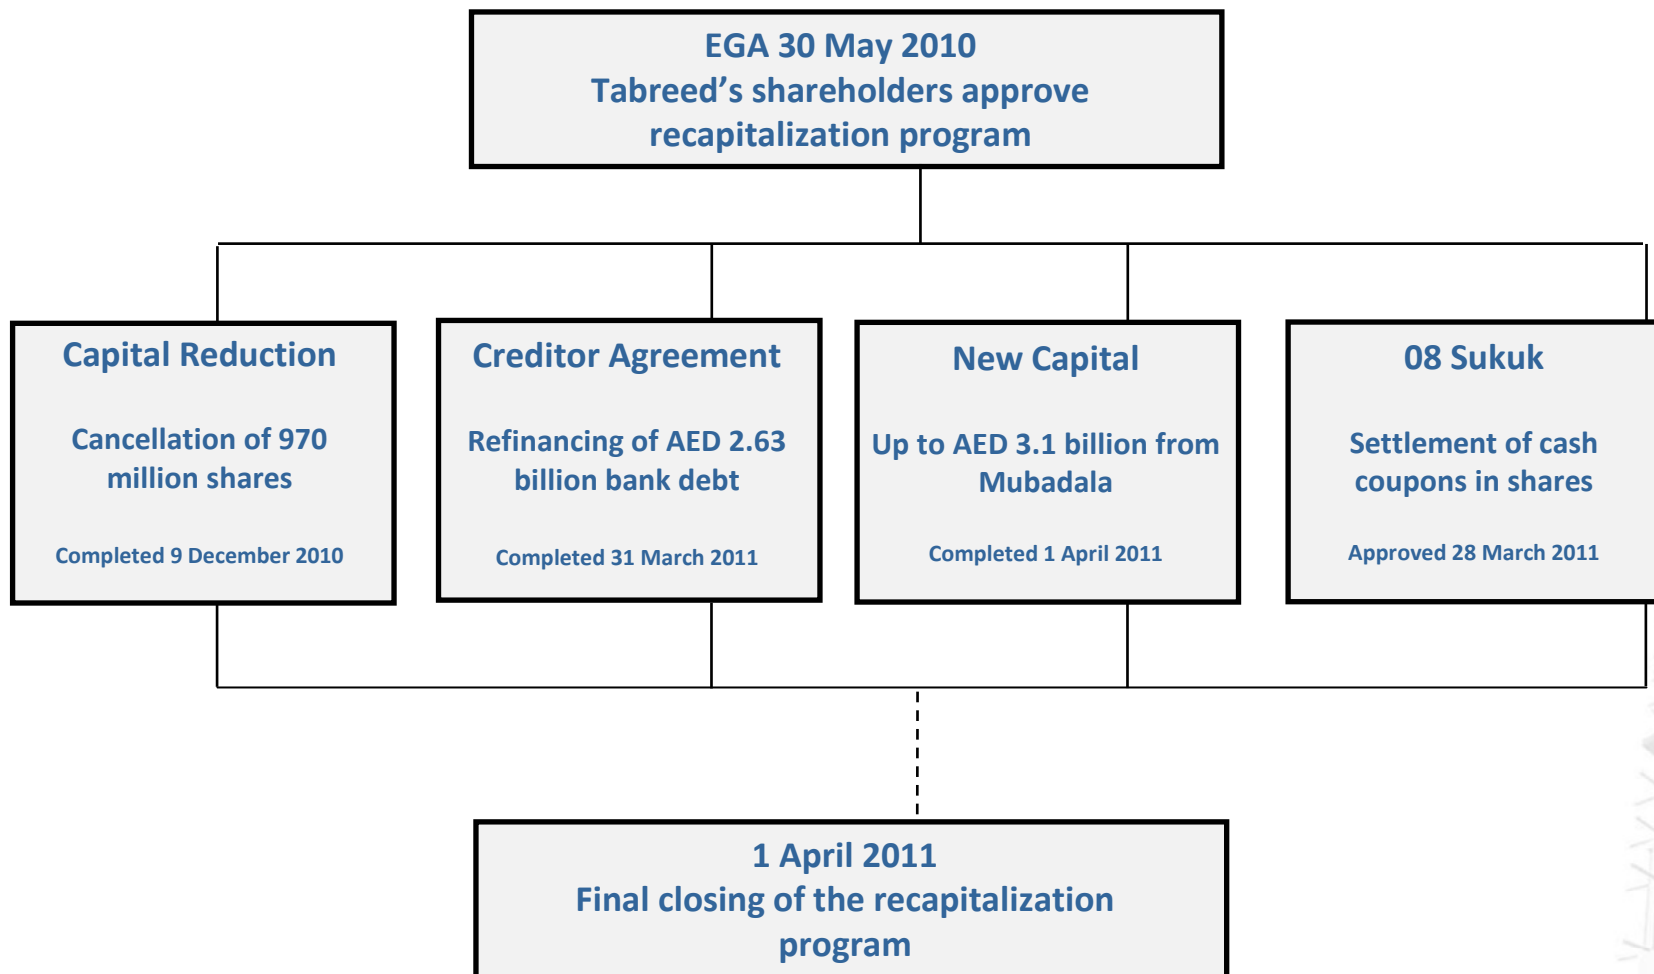 EGA 30 May 2010
Tabreed’s shareholders approve
recapitalization program
Capital Reduction
Cancellation of 970
million shares
Completed 9 December 2010
Creditor Agreement
Refinancing of AED 2.63
billion bank debt
Completed 31 March 2011
New Capital
Up to AED 3.1 billion from
Mubadala
Completed 1 April 2011
08 Sukuk
Settlement of cash
coupons in shares
Approved 28 March 2011
1 April 2011
Final closing of the recapitalization
program